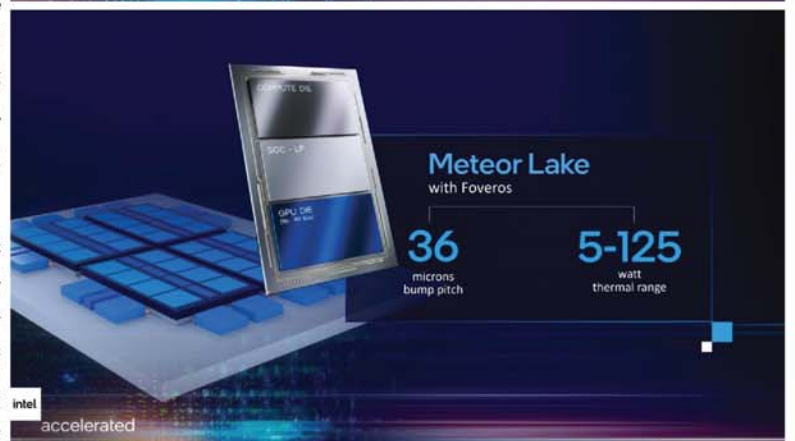 COMPUTE DIE
SOC - LP
GPU DIE
Meteor Lake
with Foveros
36
microns
bump pitch
5-125
watt
thermal range
intel
accelerated